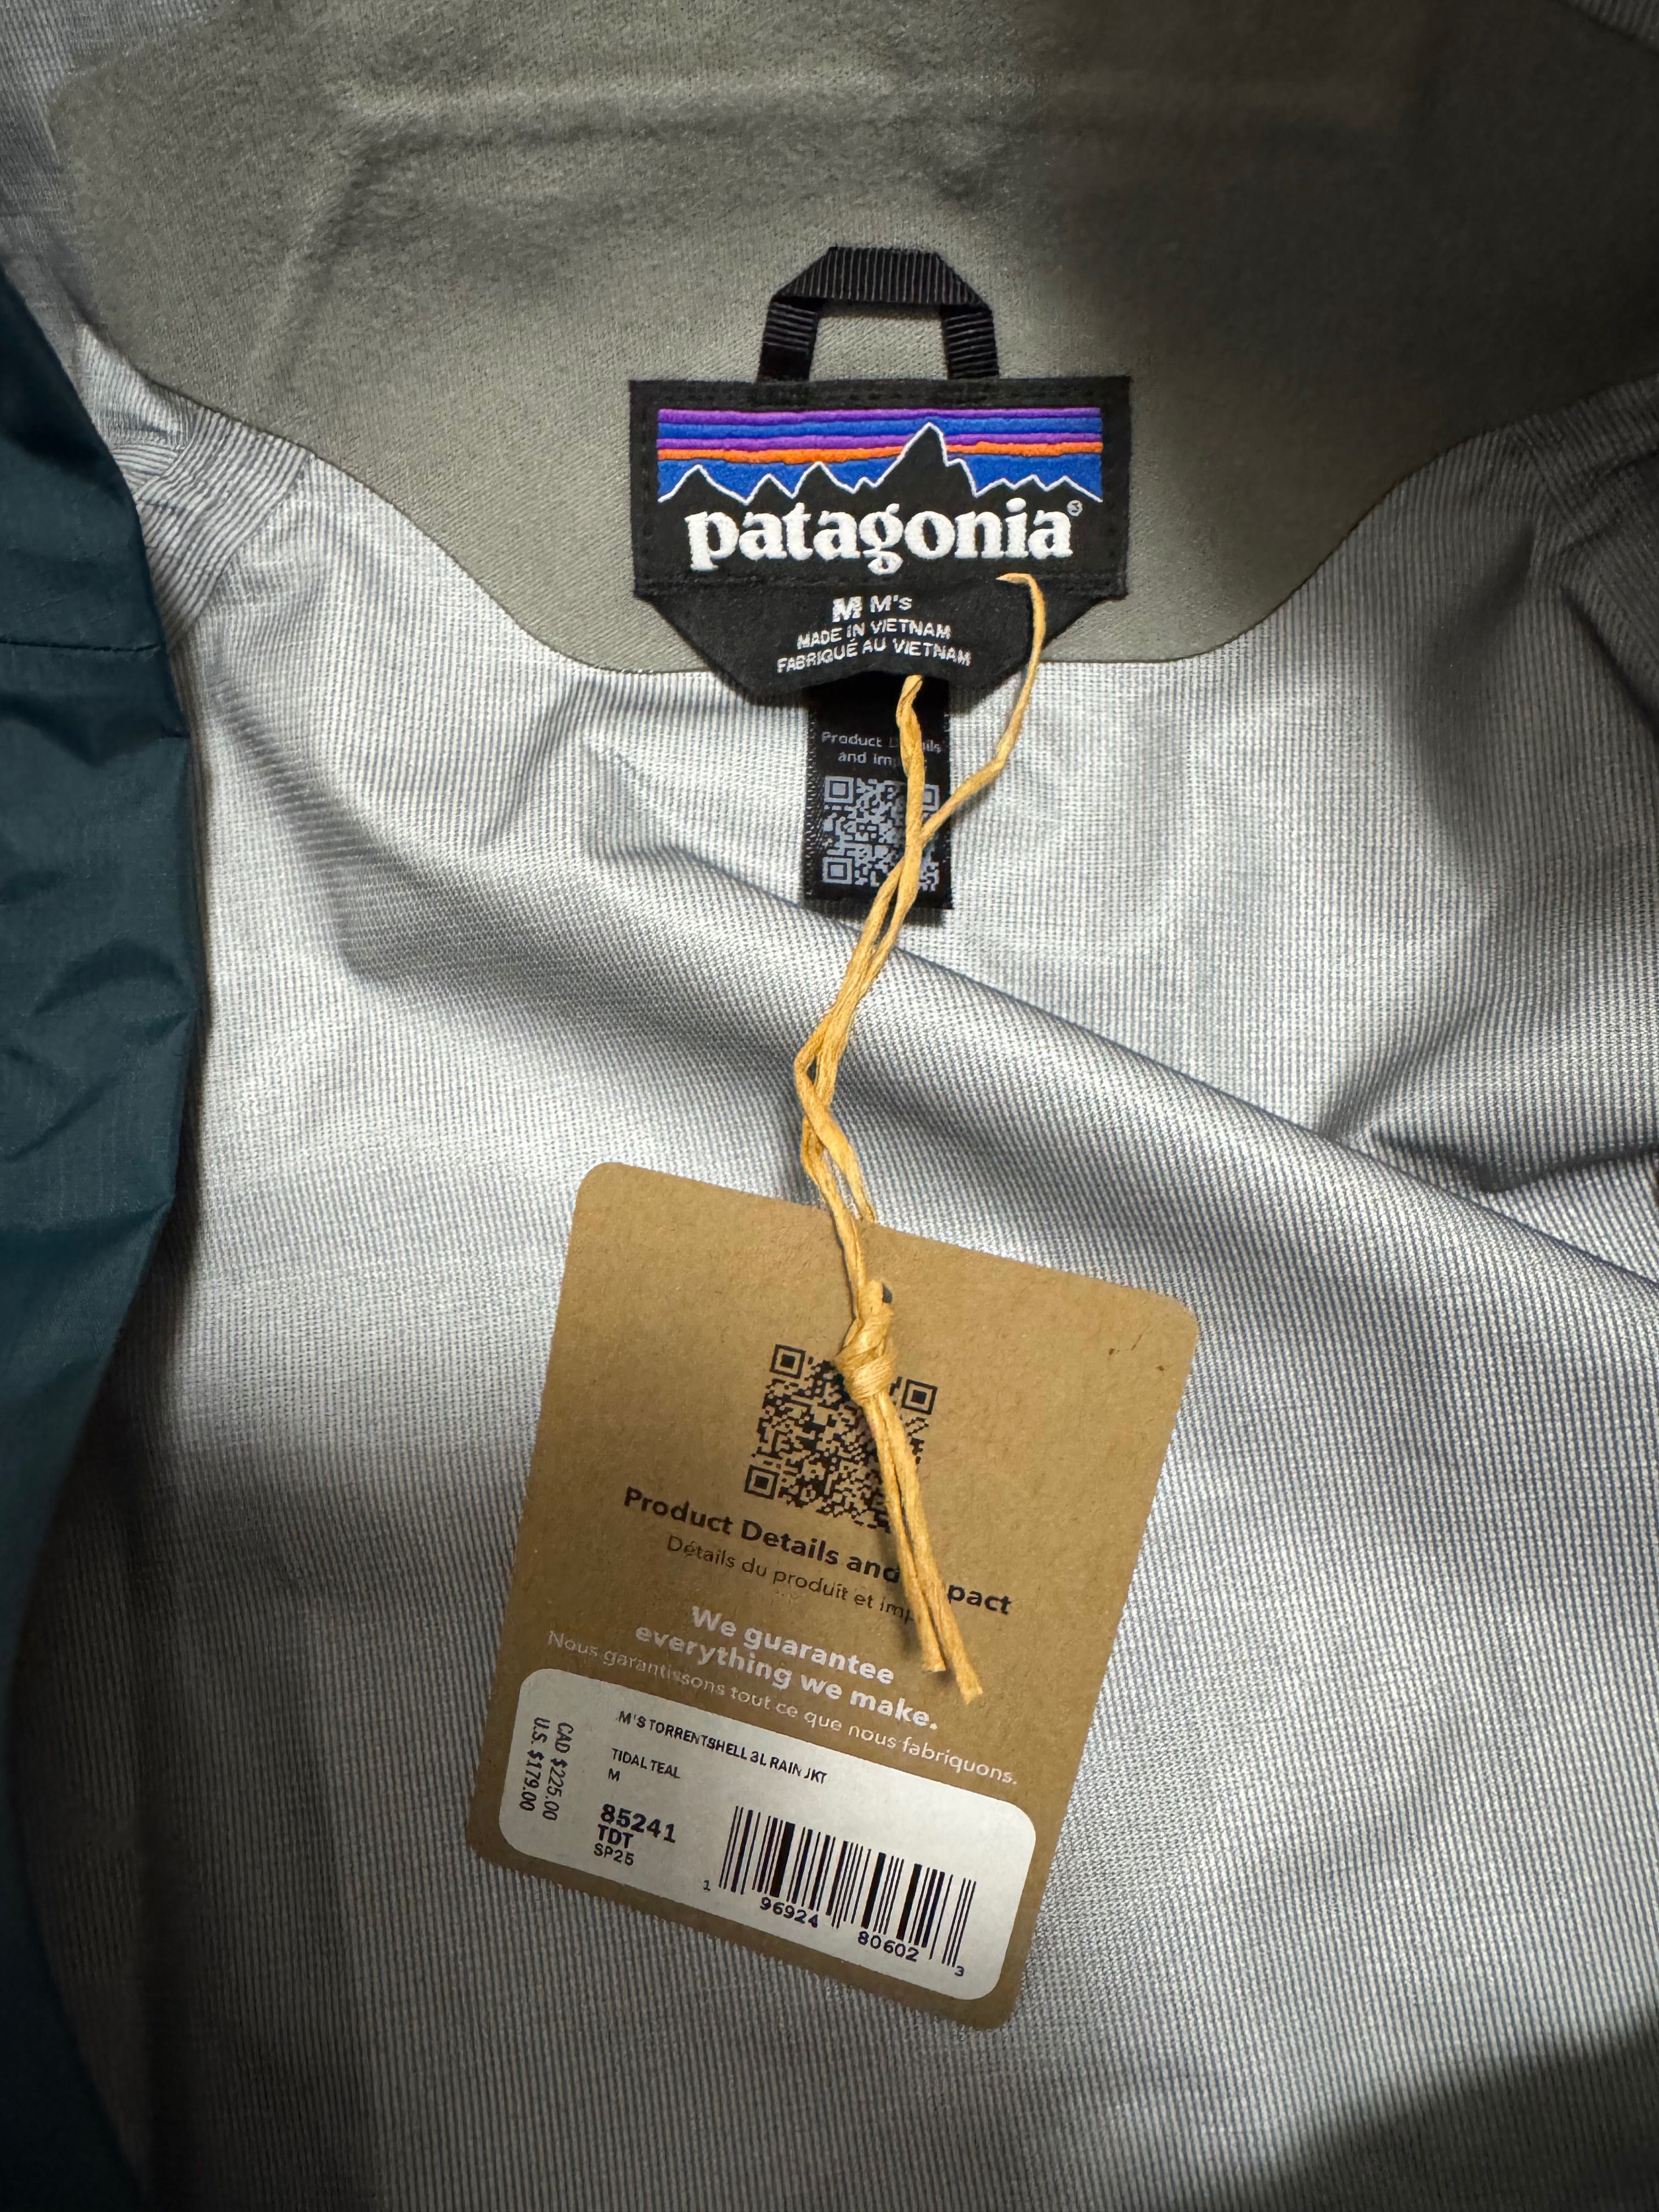 patagonia®
M M's
MADE IN VIETNAM
FABRIQUÉ AU VIETNAM
Product
and
Product Details and
Détails du produit et
We guarantee
everything we make.
Nous garantissons tout ce que nous fabriquons.
M'S TORRENTSHELL 3L RAIN JKT
TIDAL TEAL
M
85241
TDT
SP25
CAD $225.00
U.S. $179.00
1 96924 80602 3